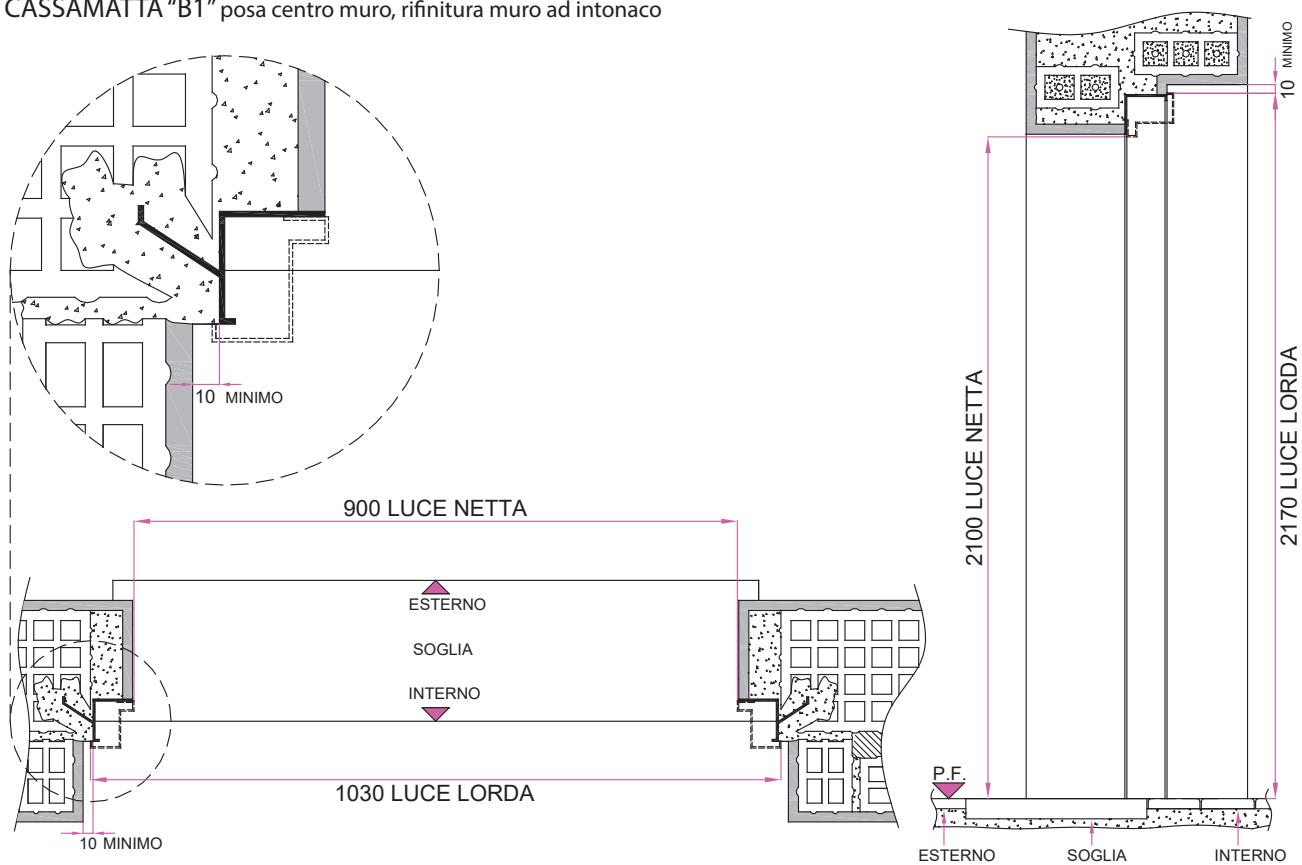 CASSAMATTA "B1" posa centro muro, rifinitura muro ad intonaco
10 MINIMO
10 MINIMO
2100 LUCE NETTA
2170 LUCE LORDA
900 LUCE NETTA
ESTERNO
SOGLIA
INTERNO
1030 LUCE LORDA
10 MINIMO
P.F.
ESTERNO
SOGLIA
INTERNO